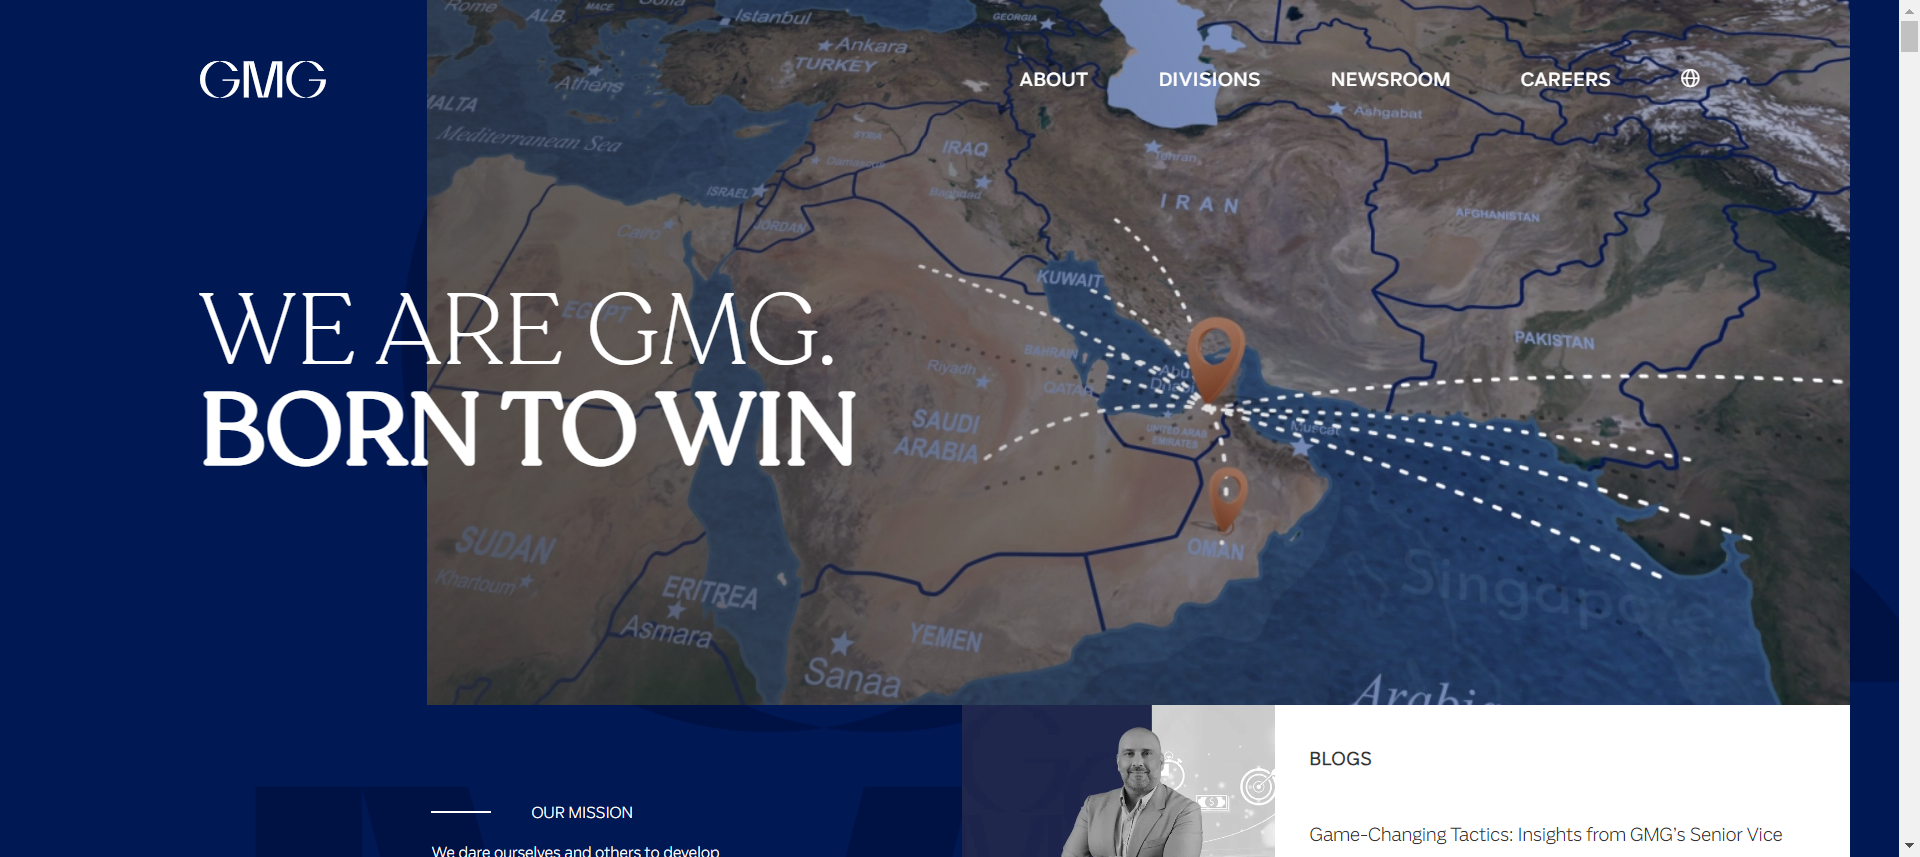 GMG
ABOUT
DIVISIONS
NEWSROOM
CAREERS
WE ARE GMG.
BORN TO WIN
Rome
ALB.
MACE
Istanbul
GEORGIA
Ankara
TURKEY
Athens
MALTA
Mediterranean Sea
SYRIA
IRAQ
Baghdad
Tehran
Ashgabat
ISRAEL
JORDAN
Cairo
IRAN
AFGHANISTAN
KUWAIT
EGYPT
PAKISTAN
BAHRAIN
QATAR
Riyadh
Abu
Dhabi
SAUDI
ARABIA
UNITED ARAB
EMIRATES
Muscat
SUDAN
Khartoum
OMAN
ERITREA
Asmara
YEMEN
Sanáa
Singapore
OUR MISSION
We dare ourselves and others to develop
BLOGS
Game-Changing Tactics: Insights from GMG's Senior Vice